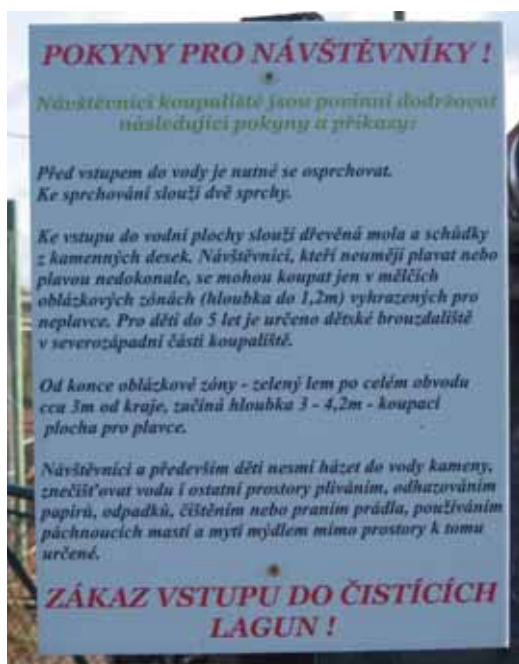 POKYNY PRO NÁVŠTĚVNÍKY !
Návštěvníci koupaliště jsou povinni dodržovat
následující pokyny a příkazy:
Před vstupem do vody je nutné se osprchovat.
Ke sprchování slouží dvě sprchy.
Ke vstupu do vodní plochy slouží dřevěná mola a schůdky
z kamenných desek. Návštěvníci, kteří neumějí plavat nebo
plavou nedokonale, se mohou koupat jen v mělčích
oblázkových zónách (hloubka do 1,2m) vyhrazených pro
neplavce. Pro děti do 5 let je určeno dětské brouzdaliště
v severozápadní části koupaliště.
Od konce oblázkové zóny - zelený lem po celém obvodu
cca 3m od kraje, začíná hloubka 3 - 4,2m - koupací
plocha pro plavce.
Návštěvníci a především děti nesmí házet do vody kameny,
znečišťovat vodu i ostatní prostory pliváním, odhazováním
papírů, odpadků, čištěním nebo praním prádla, používáním
páchnoucích mastí a mytí mýdlem mimo prostory k tomu
určené.
ZÁKAZ VSTUPU DO ČISTÍCÍCH
LAGUN !